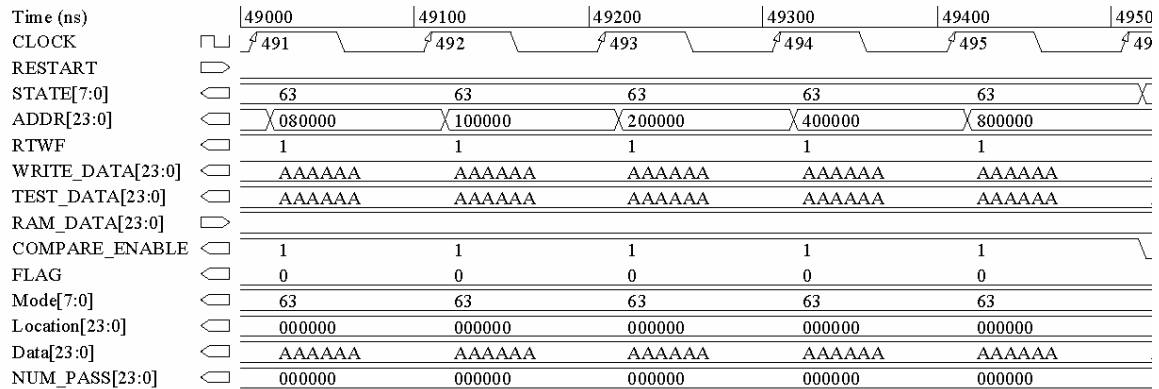 Time (ns) 49000 49100 49200 49300 49400 4950
CLOCK 491 492 493 494 495 49
RESTART
STATE[7:0] 63 63 63 63 63
ADDR[23:0] 080000 100000 200000 400000 800000
RTWF 1 1 1 1 1
WRITE_DATA[23:0] AAAAAA AAAAAA AAAAAA AAAAAA AAAAAA
TEST_DATA[23:0] AAAAAA AAAAAA AAAAAA AAAAAA AAAAAA
RAM_DATA[23:0]
COMPARE_ENABLE 1 1 1 1 1
FLAG 0 0 0 0 0
Mode[7:0] 63 63 63 63 63
Location[23:0] 000000 000000 000000 000000 000000
Data[23:0] AAAAAA AAAAAA AAAAAA AAAAAA AAAAAA
NUM_PASS[23:0] 000000 000000 000000 000000 000000